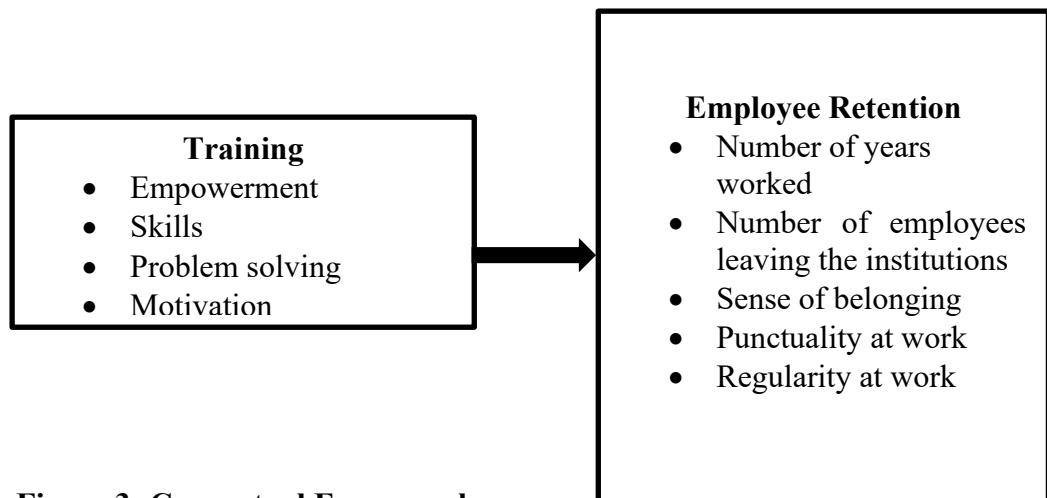 Training
• Empowerment
• Skills
• Problem solving
• Motivation
Employee Retention
• Number of years
worked
• Number of employees
leaving the institutions
• Sense of belonging
• Punctuality at work
• Regularity at work
Figure 3: Conceptual Framework